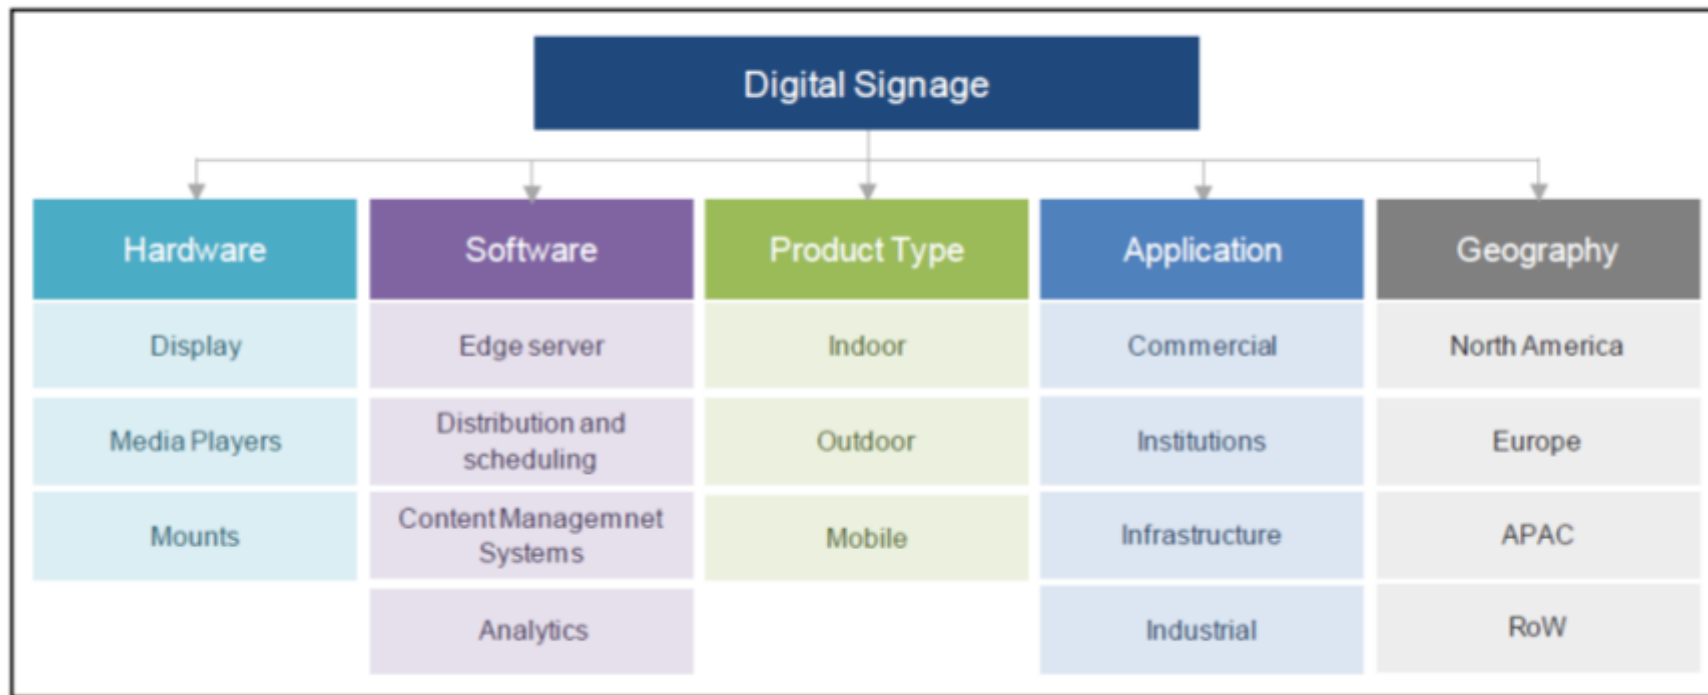 Digital Signage
Hardware
Software
Product Type
Application
Geography
Display
Edge server
Indoor
Commercial
North America
Media Players
Distribution and
scheduling
Outdoor
Institutions
Europe
Mounts
Content Managemnet
Systems
Mobile
Infrastructure
APAC
Analytics
Industrial
RoW